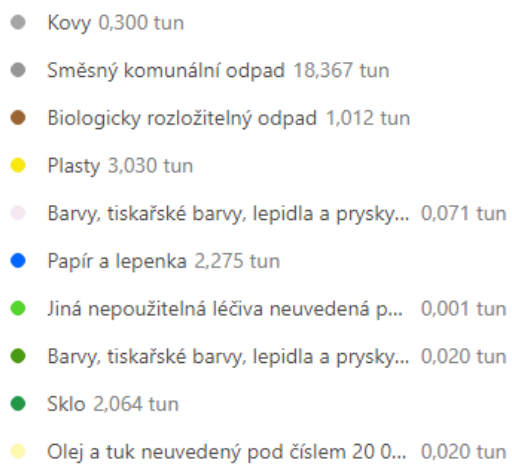 Kovy 0,300 tun
Směsný komunální odpad 18,367 tun
Biologicky rozložitelný odpad 1,012 tun
Plasty 3,030 tun
Barvy, tiskařské barvy, lepidla a prysky... 0,071 tun
Papír a lepenka 2,275 tun
Jiná nepoužitelná léčiva neuvedená p... 0,001 tun
Barvy, tiskařské barvy, lepidla a prysky... 0,020 tun
Sklo 2,064 tun
Olej a tuk neuvedený pod číslem 20 0... 0,020 tun